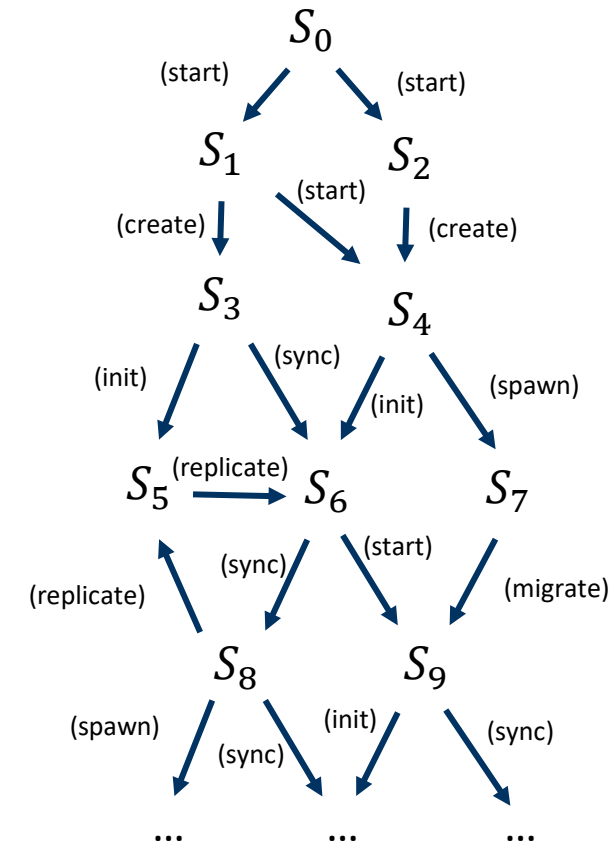 S₀
(start) (start)
S₁ S₂
(start)
(create) (create)
S₃ S₄
(sync)
(init) (init) (spawn)
(replicate)
S₅ S₆ S₇
(sync) (start)
(replicate) (migrate)
S₈ S₉
(spawn) (sync) (init) (sync)
... ... ...